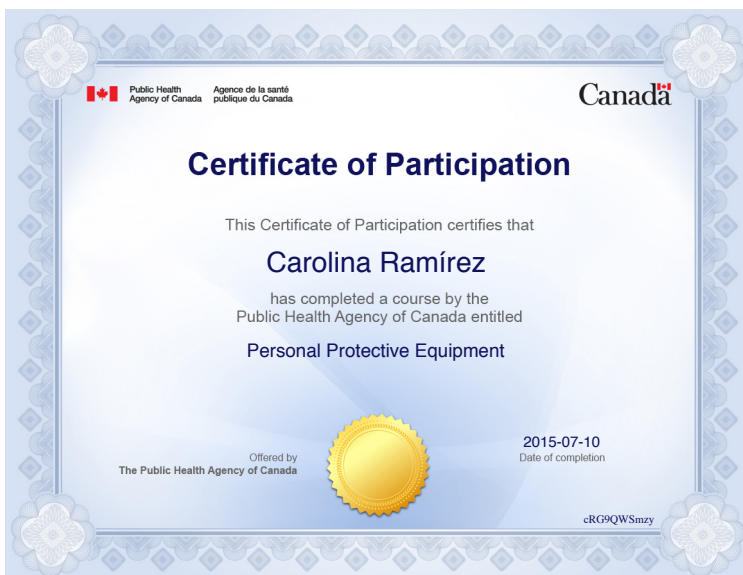 Public Health
Agency of Canada
Agence de la santé
publique du Canada
Canada
Certificate of Participation
This Certificate of Participation certifies that
Carolina Ramírez
has completed a course by the
Public Health Agency of Canada entitled
Personal Protective Equipment
Offered by
The Public Health Agency of Canada
2015-07-10
Date of completion
cRG9QWSmzy